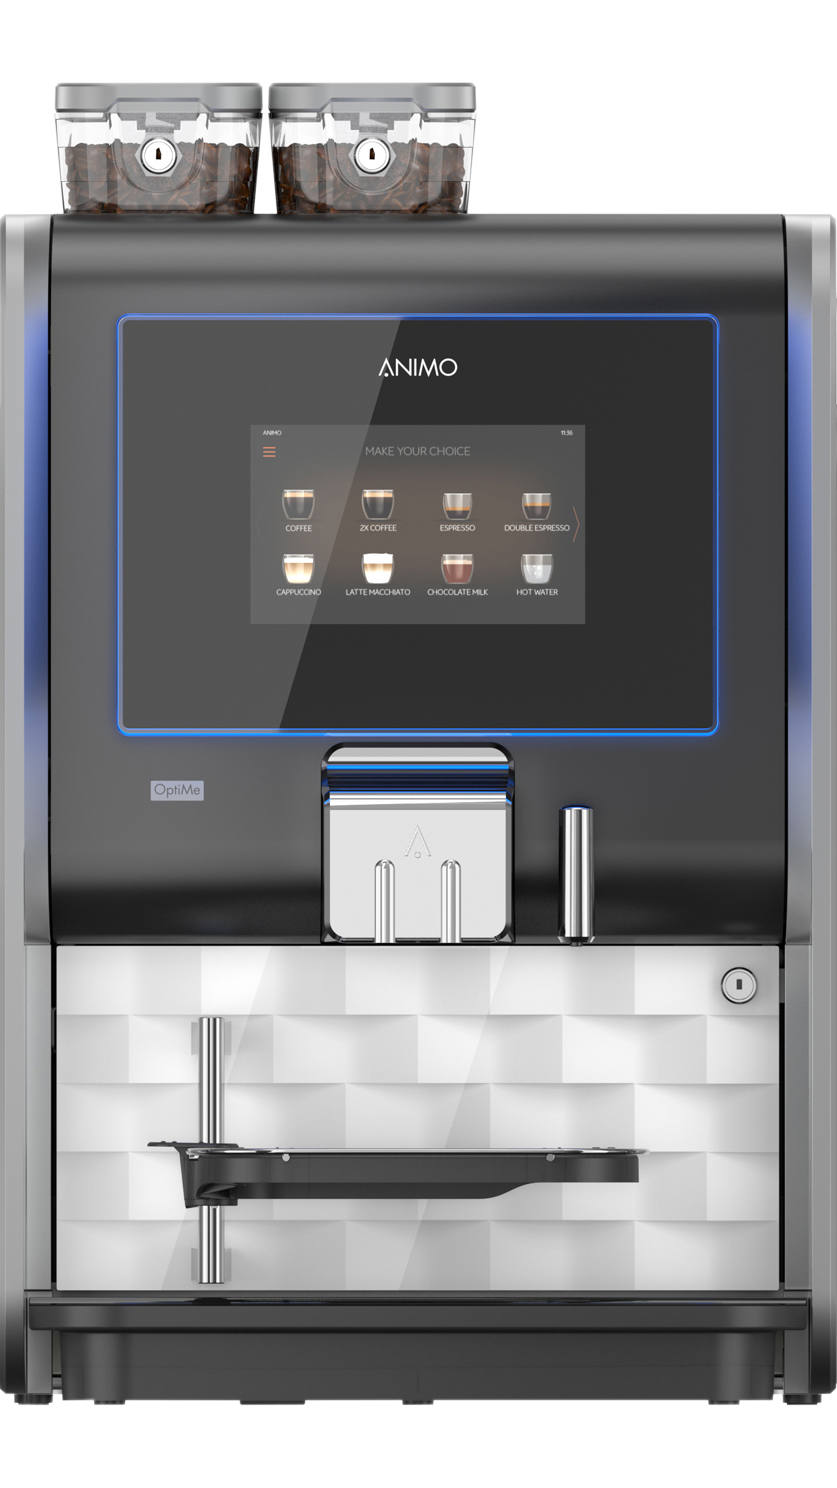 ANIMO
ANIMO 11:36
MAKE YOUR CHOICE
COFFEE 2X COFFEE ESPRESSO DOUBLE ESPRESSO
CAPPUCCINO LATTE MACCHIATO CHOCOLATE MILK HOT WATER
OptiMe